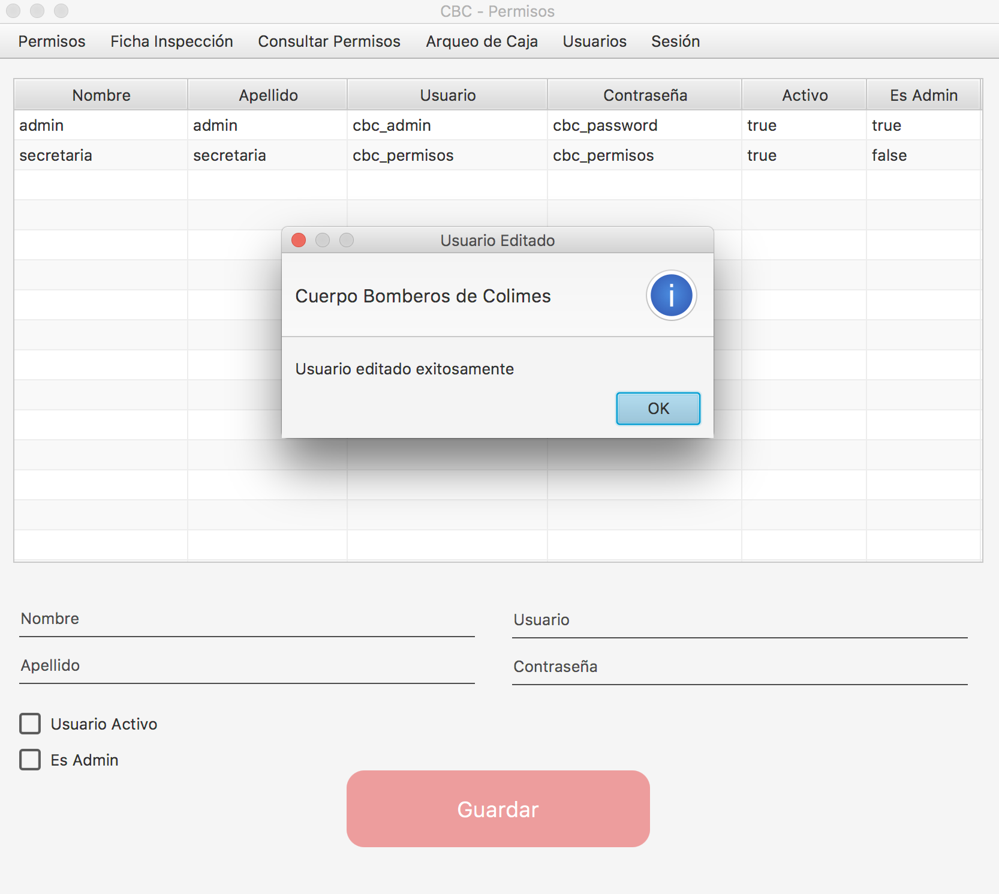 CBC - Permisos
Permisos Ficha Inspección Consultar Permisos Arqueo de Caja Usuarios Sesión
Nombre Apellido Usuario Contraseña Activo Es Admin
admin admin cbc_admin cbc_password true true
secretaria secretaria cbc_permisos cbc_permisos true false
Usuario Editado
Cuerpo Bomberos de Colimes
i
Usuario editado exitosamente
OK
Nombre Usuario
Apellido Contraseña
Usuario Activo
Es Admin
Guardar